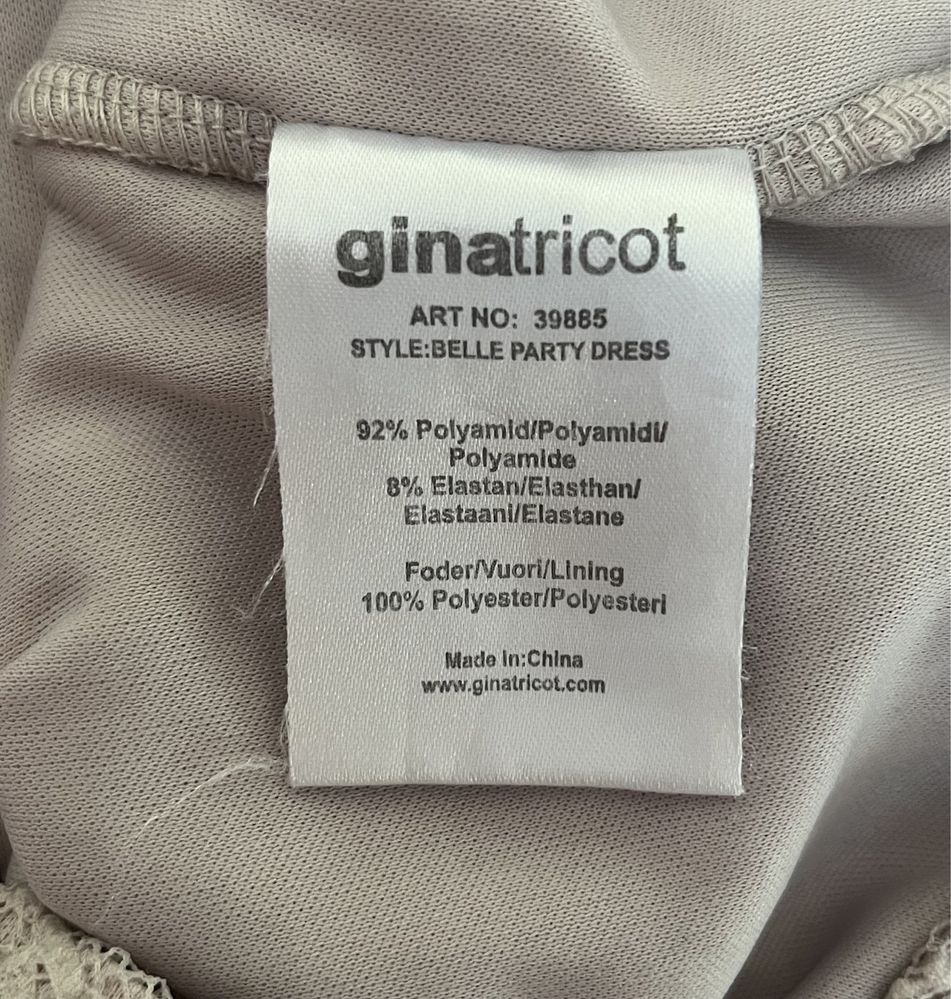 ginatricot
ART NO: 39885
STYLE:BELLE PARTY DRESS
92% Polyamid/Polyamidi/
Polyamide
8% Elastan/Elasthan/
Elastaani/Elastane
Foder/Vuori/Lining
100% Polyester/Polyesteri
Made In:China
www.ginatricot.com